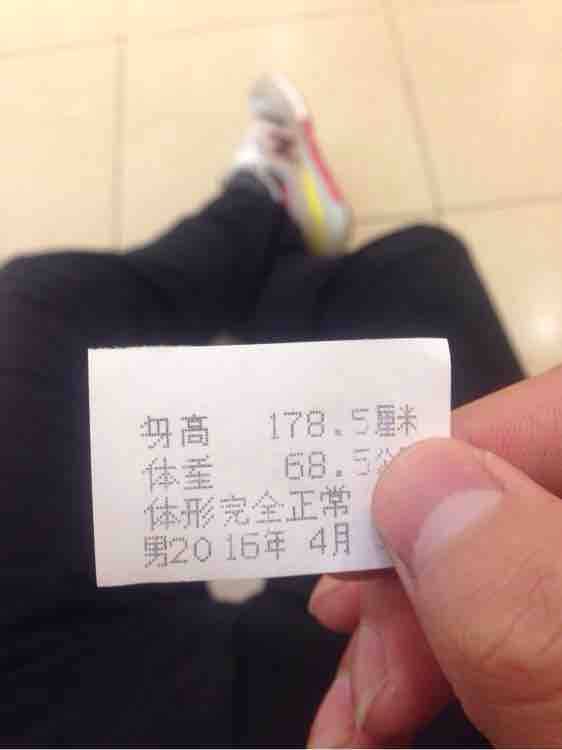 身高 178.5厘米
体重 68.5公
体形完全正常
男2016年 4月